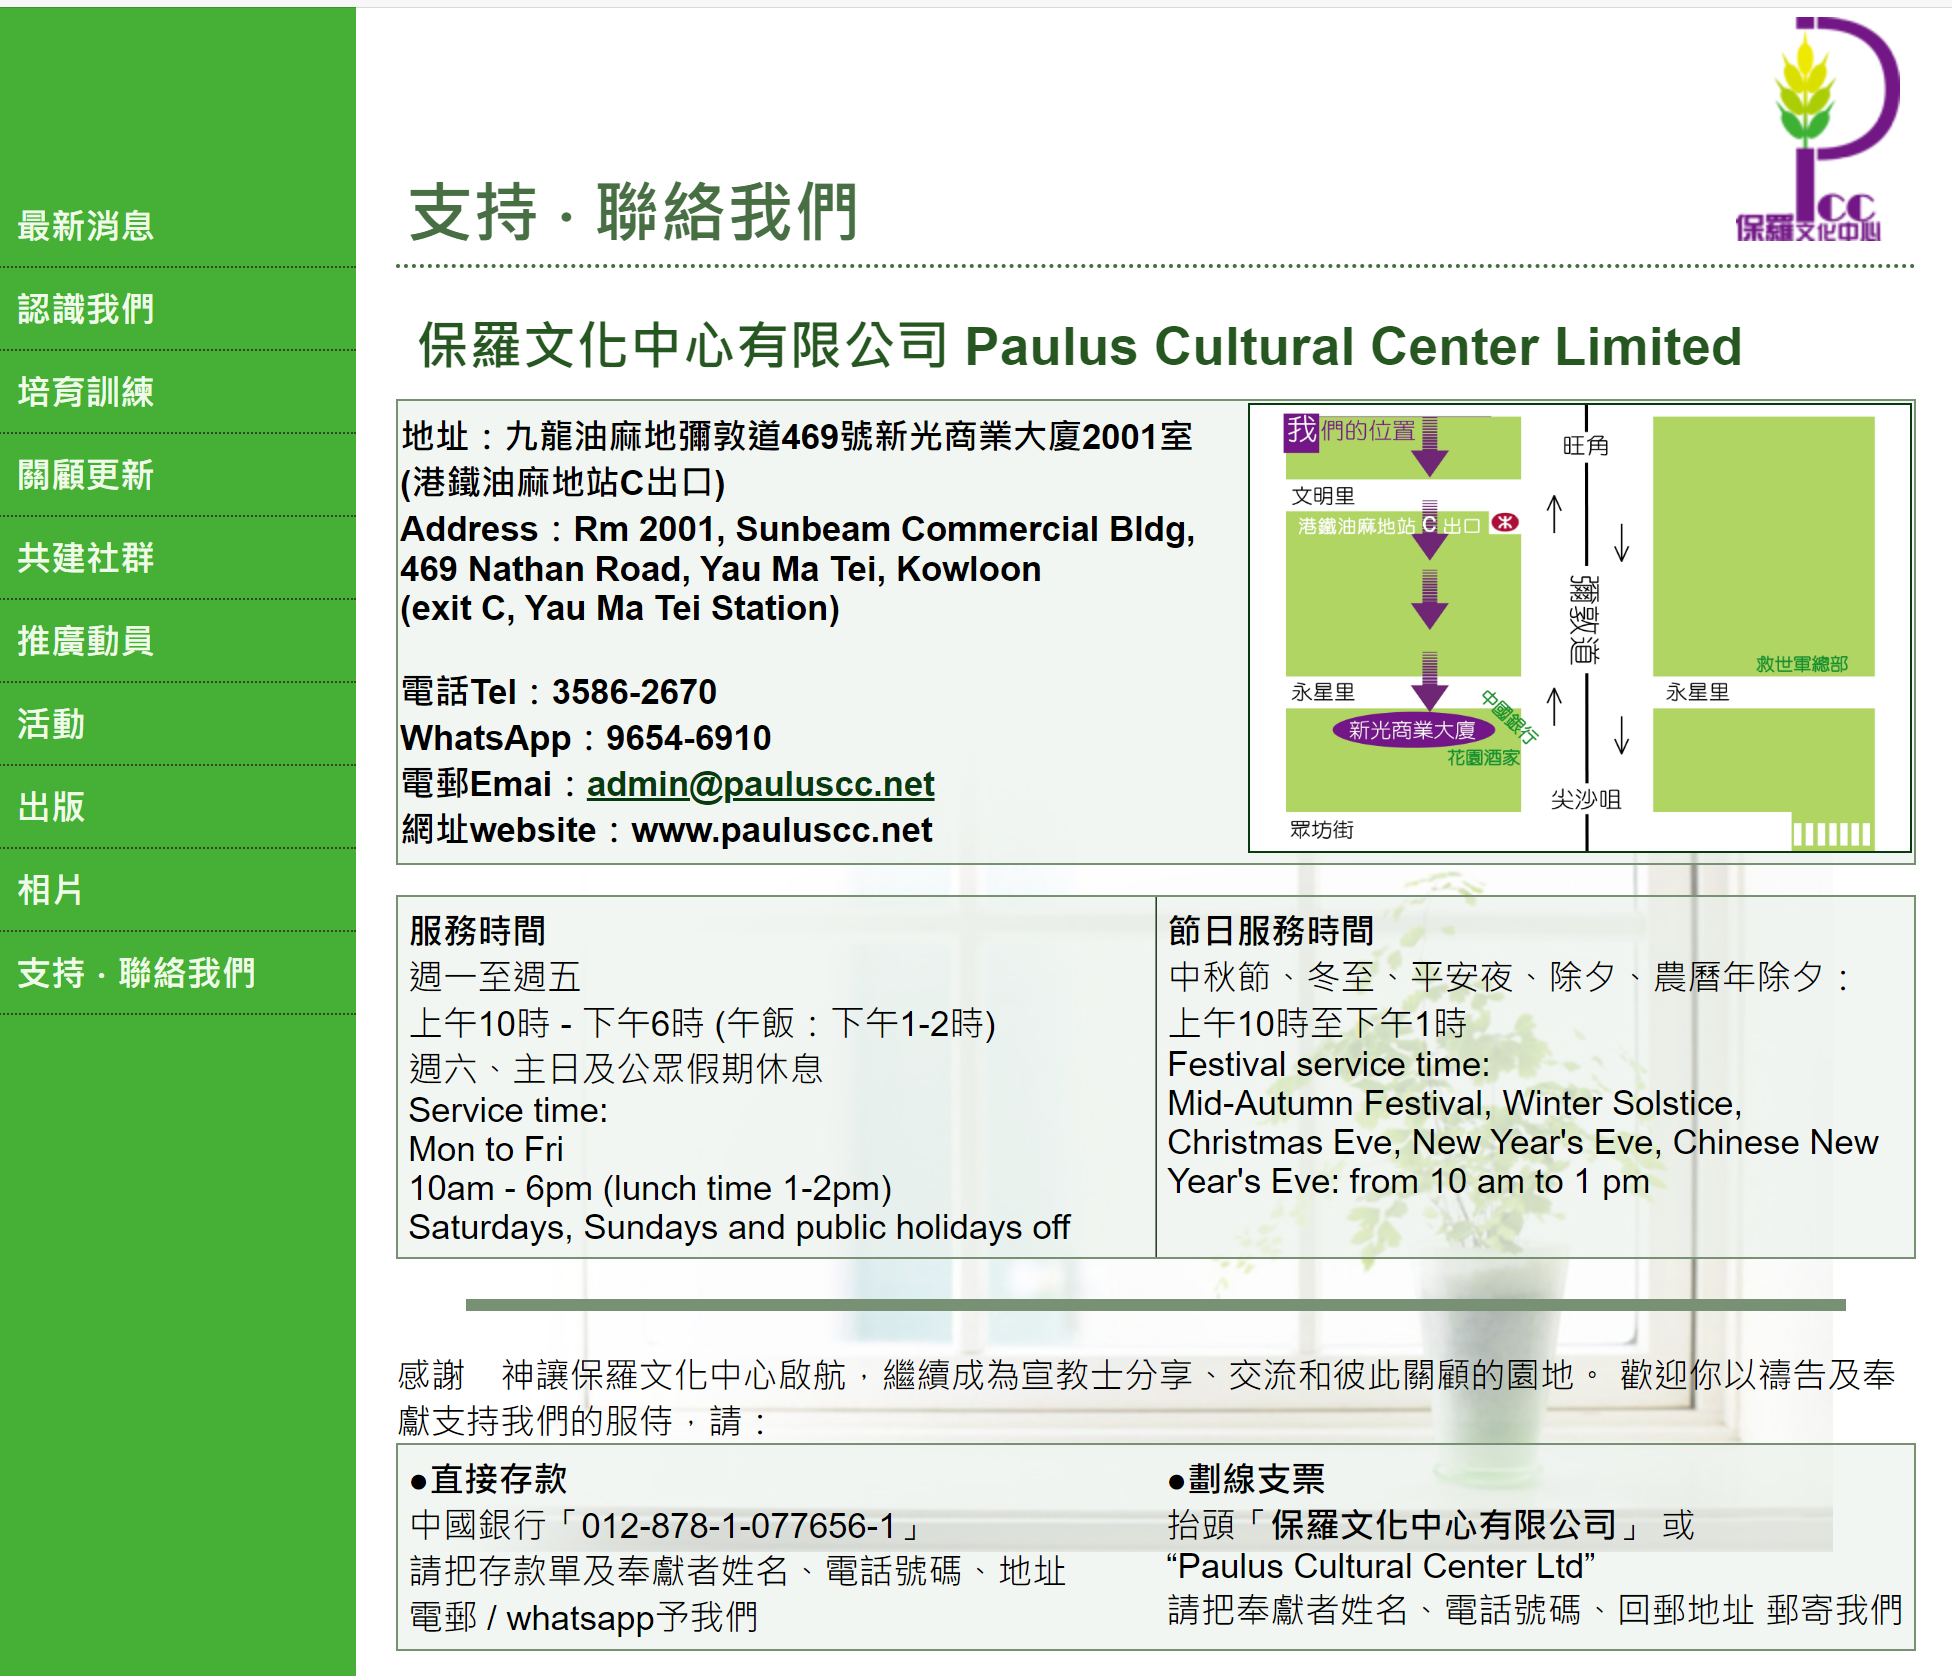 最新消息
認識我們
培育訓練
關顧更新
共建社群
推廣動員
活動
出版
相片
支持 · 聯絡我們
Pcc
保羅文化中心
支持 · 聯絡我們
保羅文化中心有限公司 Paulus Cultural Center Limited
地址：九龍油麻地彌敦道469號新光商業大廈2001室
(港鐵油麻地站C出口)
Address：Rm 2001, Sunbeam Commercial Bldg,
469 Nathan Road, Yau Ma Tei, Kowloon
(exit C, Yau Ma Tei Station)
電話Tel：3586-2670
WhatsApp：9654-6910
電郵Emai：admin@pauluscc.net
網址website：www.pauluscc.net
我們的位置
旺角
文明里
港鐵油麻地站 C 出口
彌敦道
救世軍總部
永星里
永星里
中國銀行
新光商業大廈
花園酒家
尖沙咀
眾坊街
服務時間
週一至週五
上午10時 - 下午6時 (午飯：下午1-2時)
週六、主日及公眾假期休息
Service time:
Mon to Fri
10am - 6pm (lunch time 1-2pm)
Saturdays, Sundays and public holidays off
節日服務時間
中秋節、冬至、平安夜、除夕、農曆年除夕：
上午10時至下午1時
Festival service time:
Mid-Autumn Festival, Winter Solstice,
Christmas Eve, New Year's Eve, Chinese New
Year's Eve: from 10 am to 1 pm
感謝　神讓保羅文化中心啟航，繼續成為宣教士分享、交流和彼此關顧的園地。 歡迎你以禱告及奉
獻支持我們的服侍，請：
●直接存款
中國銀行「012-878-1-077656-1」
請把存款單及奉獻者姓名、電話號碼、地址
電郵 / whatsapp予我們
●劃線支票
抬頭「保羅文化中心有限公司」 或
“Paulus Cultural Center Ltd”
請把奉獻者姓名、電話號碼、回郵地址 郵寄我們